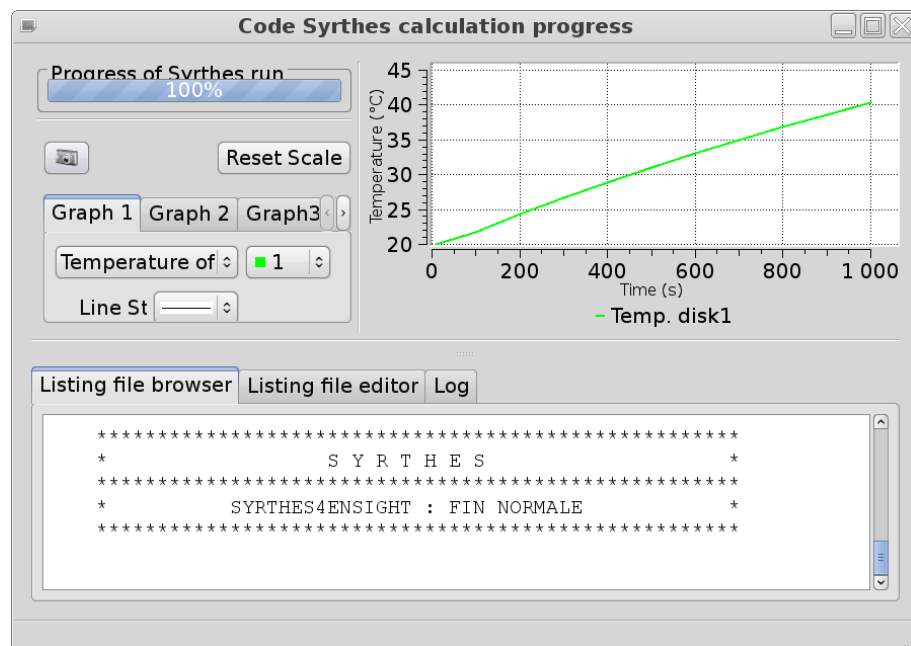 Code Syrthes calculation progress
Progress of Syrthes run
100%
Reset Scale
Graph 1 Graph 2 Graph3
Temperature of 1
Line St
45
40
35
30
25
20
Temperature (°C)
0 200 400 600 800 1 000
Time (s)
Temp. disk1
Listing file browser Listing file editor Log
*****************************************************
* S Y R T H E S *
*****************************************************
* SYRTHES4ENSIGHT : FIN NORMALE *
*****************************************************